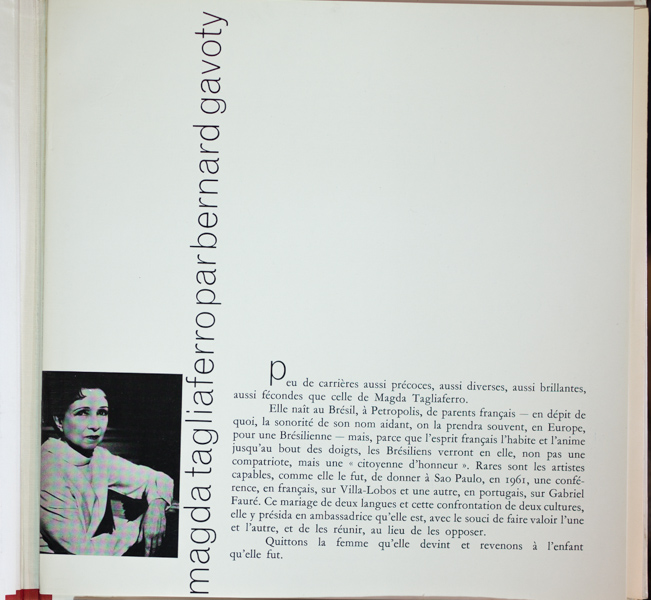 magda tagliaferro par bernard gavoty
Peu de carrières aussi précoces, aussi diverses, aussi brillantes,
aussi fécondes que celle de Magda Tagliaferro.
Elle naît au Brésil, à Petropolis, de parents français — en dépit de
quoi, la sonorité de son nom aidant, on la prendra souvent, en Europe,
pour une Brésilienne — mais, parce que l'esprit français l'habite et l'anime
jusqu'au bout des doigts, les Brésiliens verront en elle, non pas une
compatriote, mais une « citoyenne d'honneur ». Rares sont les artistes
capables, comme elle le fut, de donner à Sao Paulo, en 1961, une confé-
rence, en français, sur Villa-Lobos et une autre, en portugais, sur Gabriel
Fauré. Ce mariage de deux langues et cette confrontation de deux cultures,
elle y présida en ambassadrice qu'elle est, avec le souci de faire valoir l'une
et l'autre, et de les réunir, au lieu de les opposer.
Quittons la femme qu'elle devint et revenons à l'enfant
qu'elle fut.